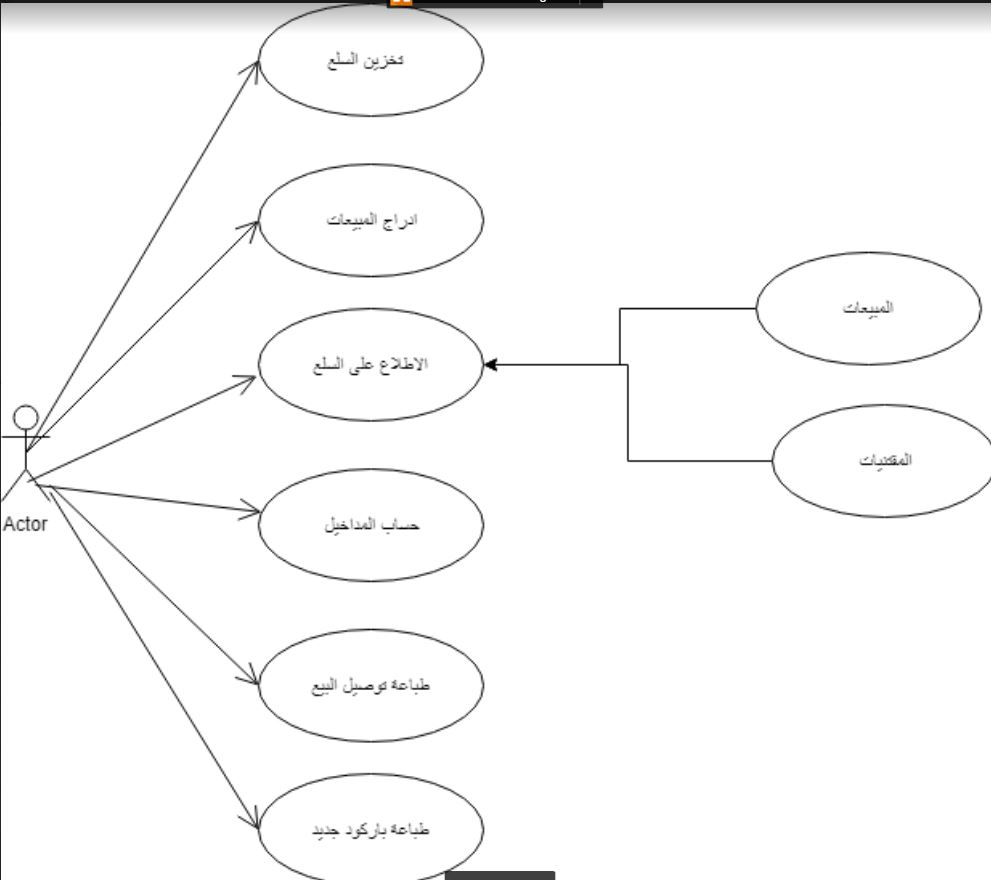 تخزين السلع
ادراج المبيعات
المبيعات
الاطلاع على السلع
المقتنيات
Actor
حساب المداخيل
طباعة توصيل البيع
طباعة باركود جديد